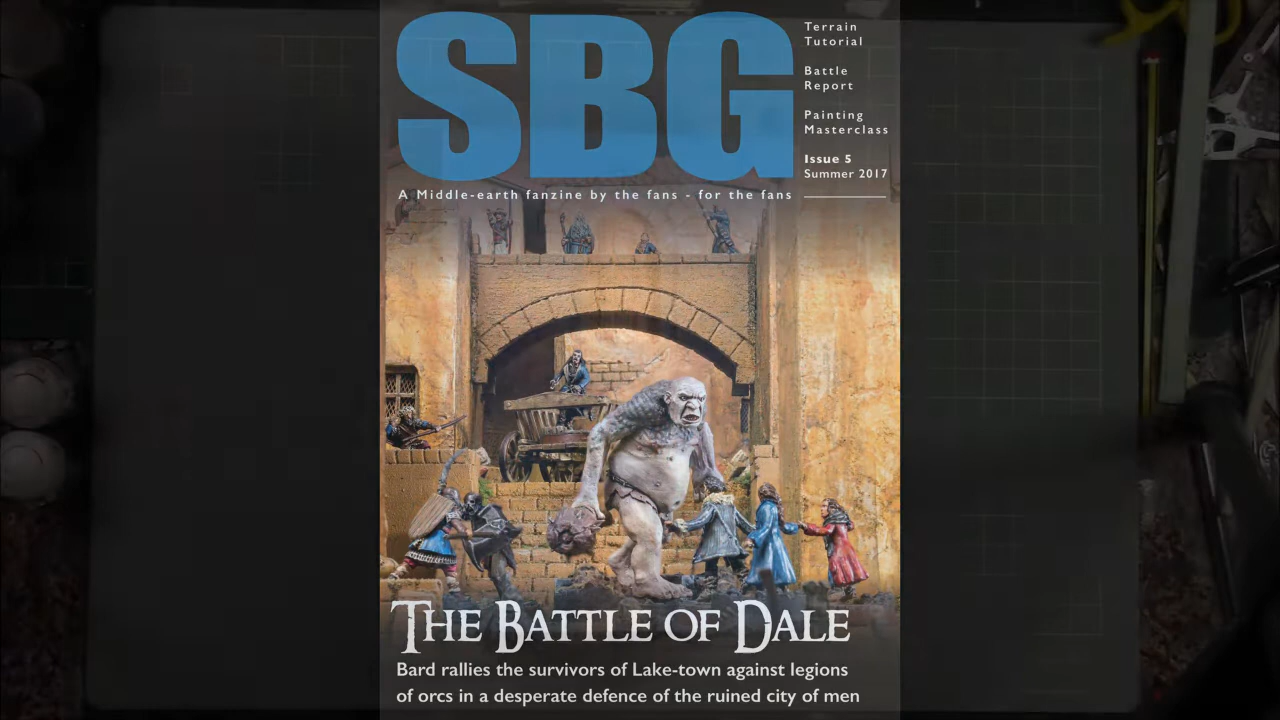 SBG
Terrain
Tutorial
Battle
Report
Painting
Masterclass
Issue 5
Summer 2017
A Middle-earth fanzine by the fans - for the fans
THE BATTLE OF DALE
Bard rallies the survivors of Lake-town against legions
of orcs in a desperate defence of the ruined city of men